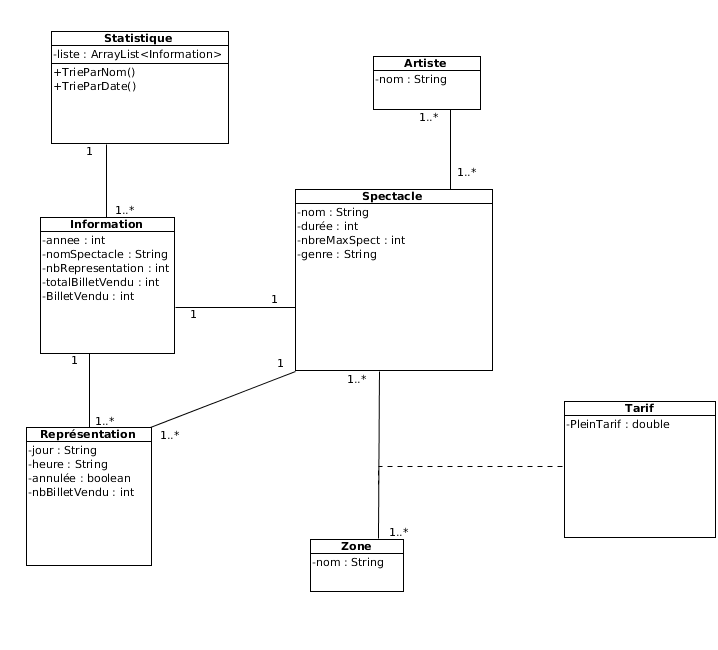 Statistique
-liste : ArrayList<Information>
+TrieParNom()
+TrieParDate()
1
1..*
Artiste
-nom : String
1..*
1..*
Information
-annee : int
-nomSpectacle : String
-nbRepresentation : int
-totalBilletVendu : int
-BilletVendu : int
1
1
1
1..*
Spectacle
-nom : String
-durée : int
-nbreMaxSpect : int
-genre : String
1
1..*
1..*
1..*
Représentation
-jour : String
-heure : String
-annulée : boolean
-nbBilletVendu : int
Tarif
-PleinTarif : double
Zone
-nom : String